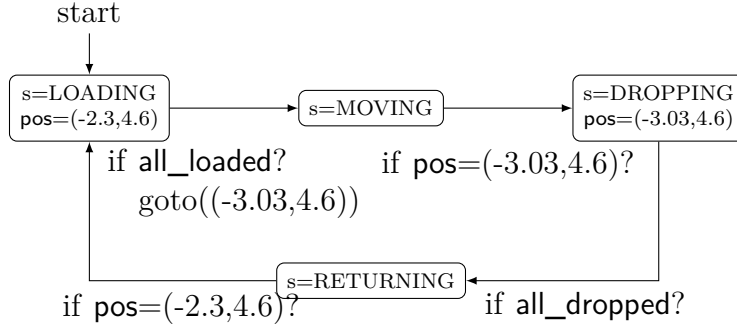 start
s=LOADING
pos=(-2.3,4.6)
s=MOVING
s=DROPPING
pos=(-3.03,4.6)
if all_loaded?
goto((-3.03,4.6))
if pos=(-3.03,4.6)?
s=RETURNING
if pos=(-2.3,4.6)?
if all_dropped?